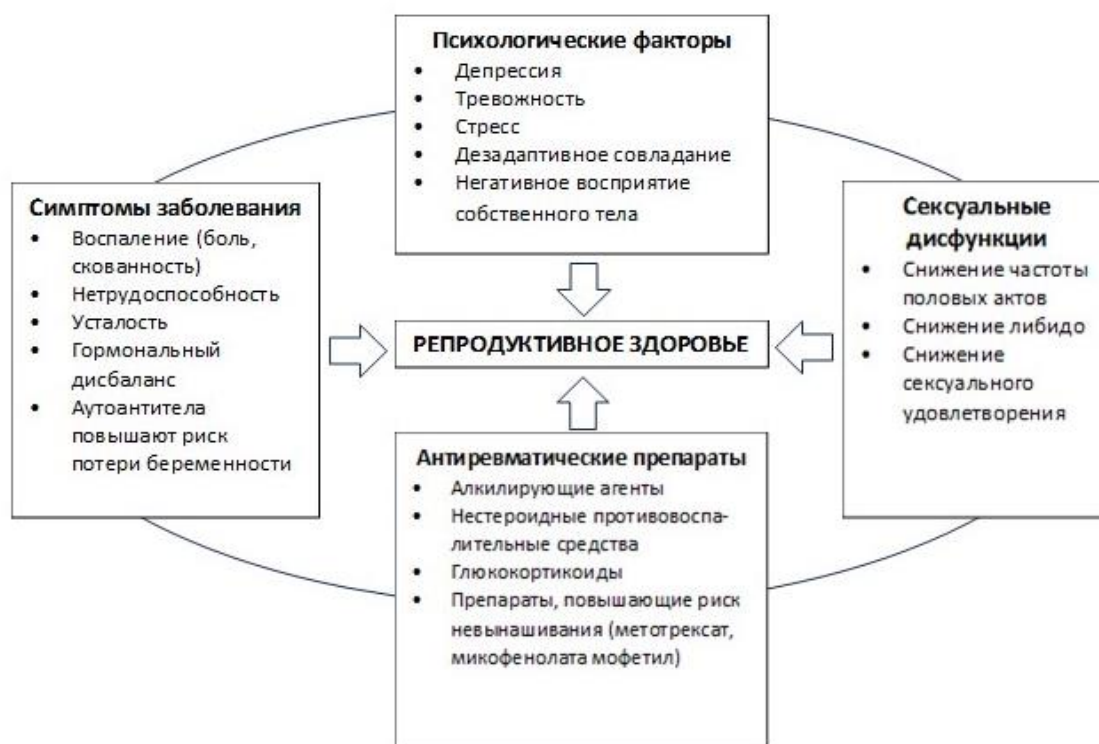 Психологические факторы
• Депрессия
• Тревожность
• Стресс
• Дезадаптивное совладание
• Негативное восприятие
собственного тела
Симптомы заболевания
• Воспаление (боль,
скованность)
• Нетрудоспособность
• Усталость
• Гормональный
дисбаланс
• Аутоантитела
повышают риск
потери беременности
РЕПРОДУКТИВНОЕ ЗДОРОВЬЕ
Сексуальные
дисфункции
• Снижение частоты
половых актов
• Снижение либидо
• Снижение
сексуального
удовлетворения
Антиревматические препараты
• Алкилирующие агенты
• Нестероидные противовоспа-
лительные средства
• Глюкокортикоиды
• Препараты, повышающие риск
невынашивания (метотрексат,
микофенолата мофетил)